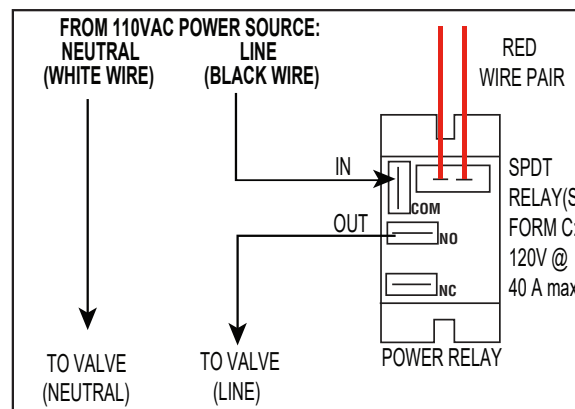 FROM 110VAC POWER SOURCE:
NEUTRAL
(WHITE WIRE)
LINE
(BLACK WIRE)
RED
WIRE PAIR
IN
COM
SPDT
RELAY(S
FORM C:
120V @
40 A max
OUT
NO
NC
TO VALVE
(NEUTRAL)
TO VALVE
(LINE)
POWER RELAY